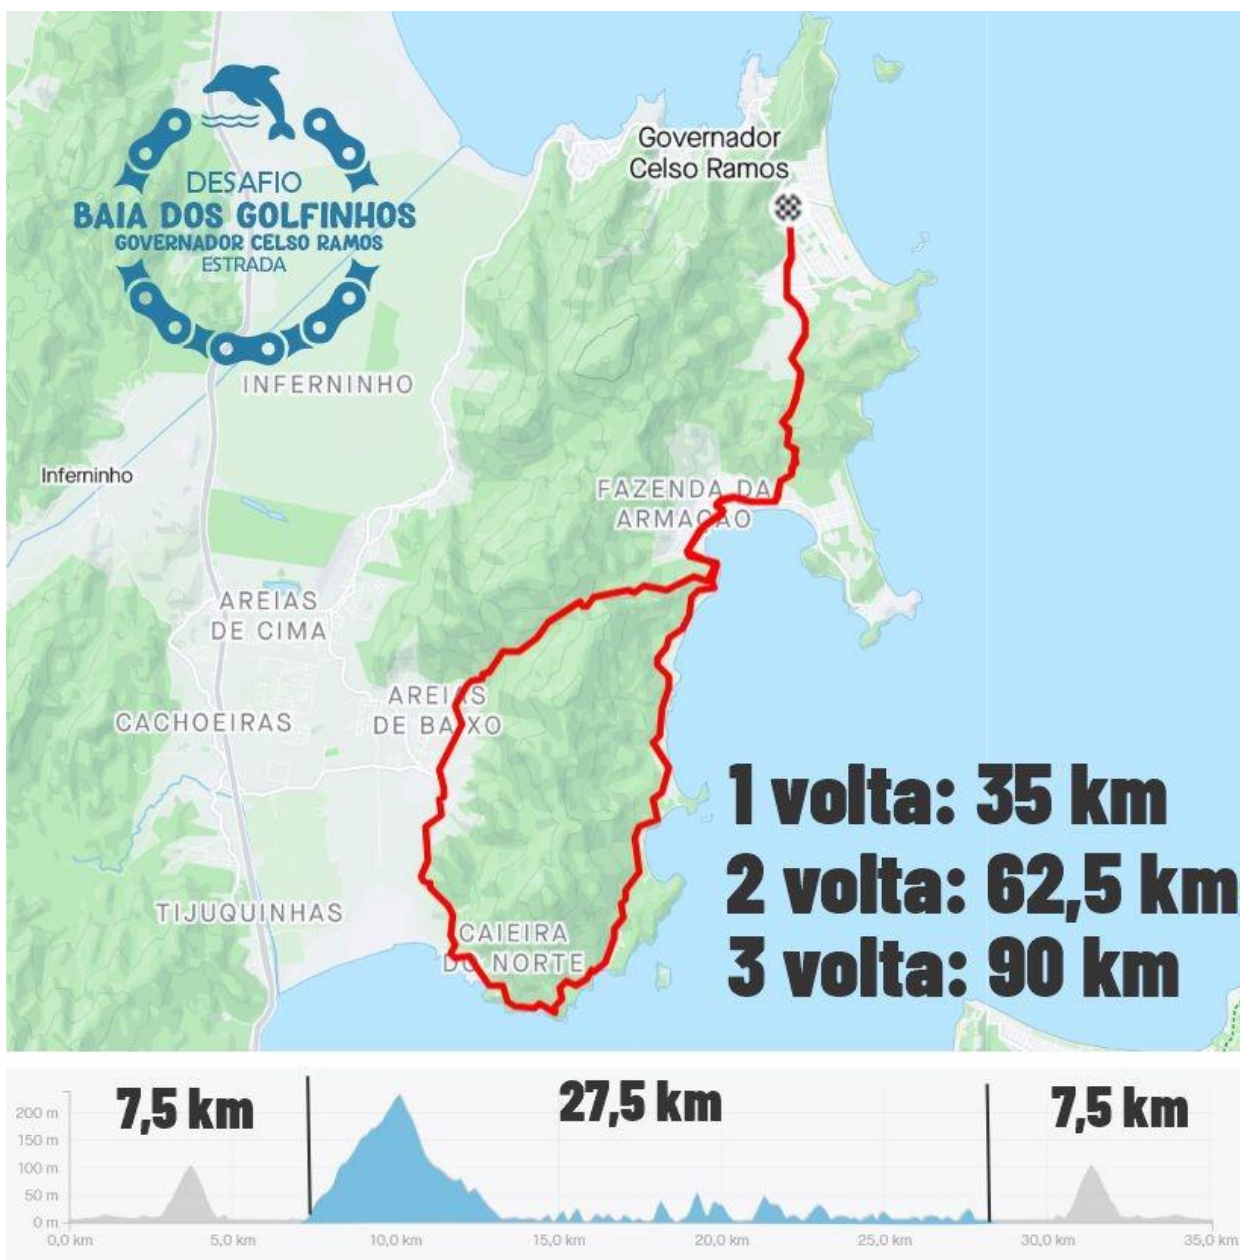 Governador
Celso Ramos
DESAFIO
BAIA DOS GOLFINHOS
GOVERNADOR CELSO RAMOS
ESTRADA
INFERNINHO
Inferninho
FAZENDA DA
ARMAÇÃO
AREIAS
DE CIMA
AREIAS
DE BAIXO
CACHOEIRAS
1 volta: 35 km
2 volta: 62,5 km
3 volta: 90 km
TIJUQUINHAS
CAIEIRA
DO NORTE
7,5 km
27,5 km
7,5 km
200 m
150 m
100 m
50 m
0 m
0,0 km
5,0 km
10,0 km
15,0 km
20,0 km
25,0 km
30,0 km
35,0 km